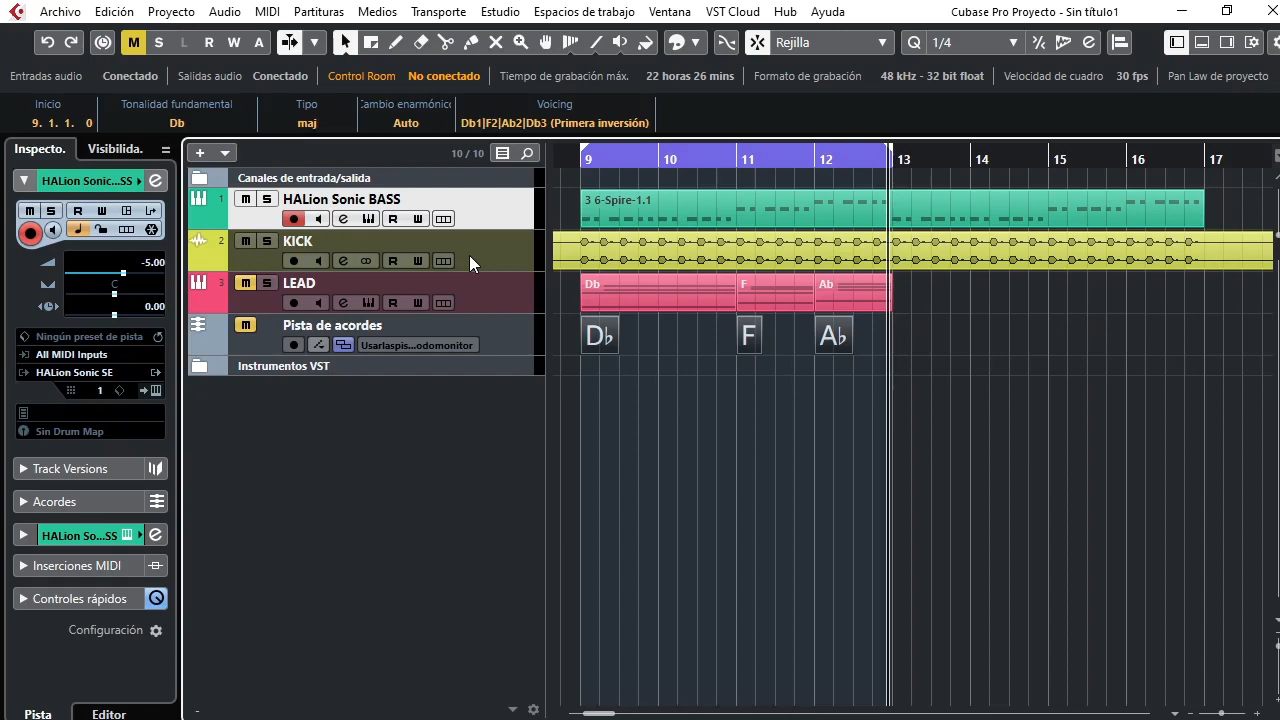 Archivo Edición Proyecto Audio MIDI Partituras Medios Transporte Estudio Espacios de trabajo Ventana VST Cloud Hub Ayuda Cubase Pro Proyecto - Sin título1
M S L R W A Rejilla Q 1/4
Entradas audio Conectado Salidas audio Conectado Control Room No conectado Tiempo de grabación máx. 22 horas 26 mins Formato de grabación 48 kHz - 32 bit float Velocidad de cuadro 30 fps Pan Law de proyecto
Inicio Tonalidad fundamental Tipo Cambio enarmónico Voicing
9. 1. 1. 0 Db maj Auto Db1|F2|Ab2|Db3 (Primera inversión)
Inspecto. Visibilida. 10 / 10 9 10 11 12 13 14 15 16 17
HALion Sonic...SS e Canales de entrada/salida
M S R W 1 M S HALion Sonic BASS 3 6-Spire-1.1
e R W
2 M S KICK
-5.00 e R W
C 3 M S LEAD Db F Ab
0.00 e R W
M Pista de acordes D♭ F A♭
Ningún preset de pista Usarlaspis...odomonitor
All MIDI Inputs
Instrumentos VST
HALion Sonic SE
1
Sin Drum Map
Track Versions
Acordes
HALion So...SS e
Inserciones MIDI
Controles rápidos
Configuración
Pista Editor